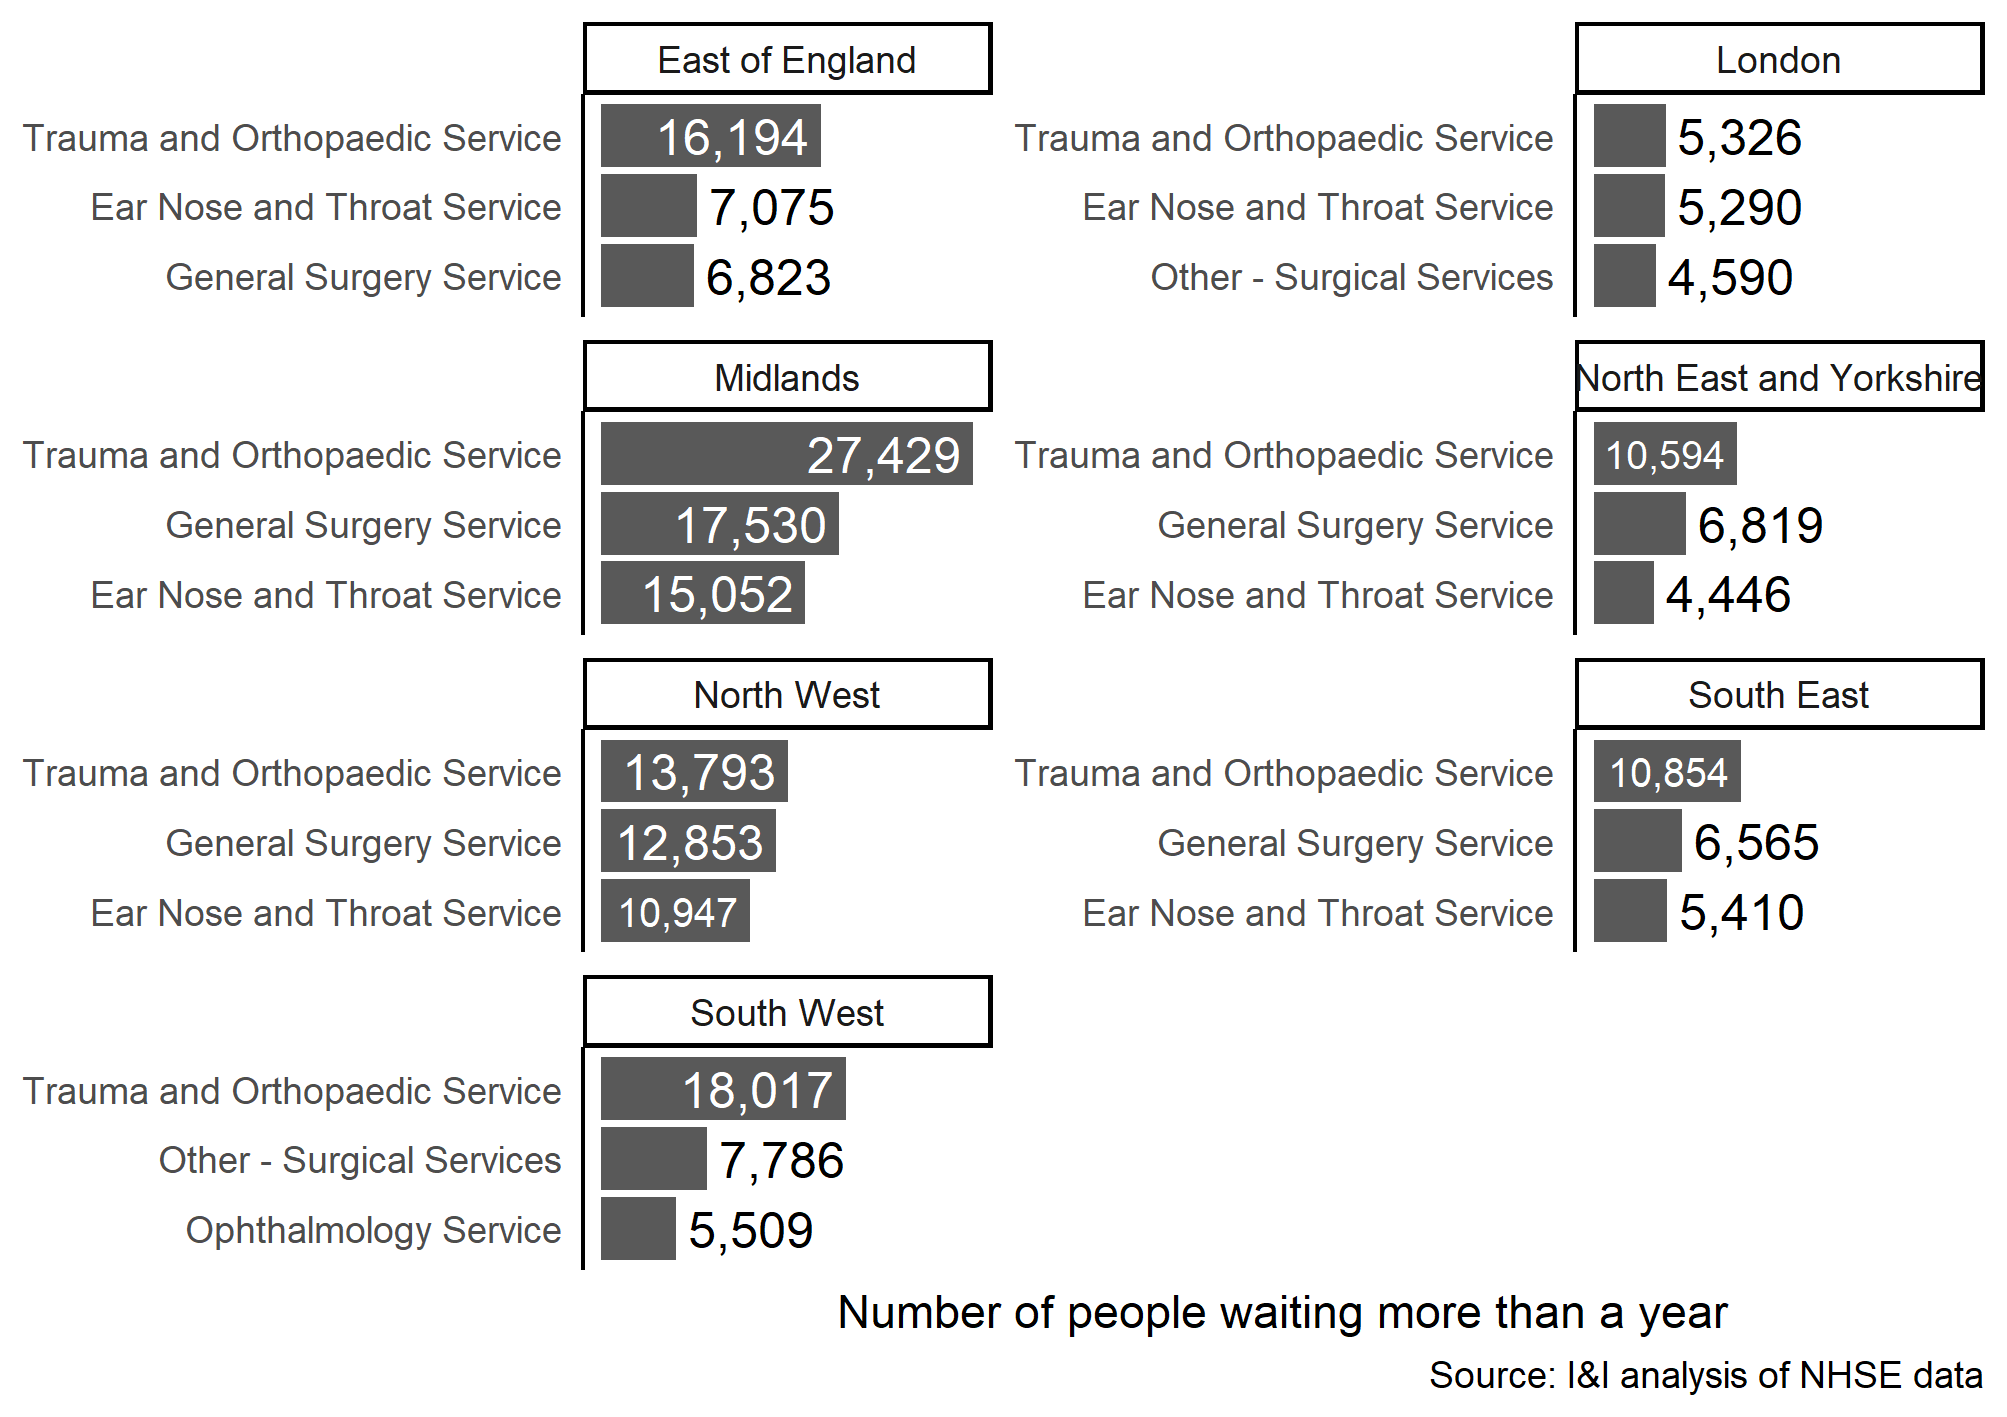 East of England
Trauma and Orthopaedic Service 16,194
Ear Nose and Throat Service 7,075
General Surgery Service 6,823
London
Trauma and Orthopaedic Service 5,326
Ear Nose and Throat Service 5,290
Other - Surgical Services 4,590
Midlands
Trauma and Orthopaedic Service 27,429
General Surgery Service 17,530
Ear Nose and Throat Service 15,052
North East and Yorkshire
Trauma and Orthopaedic Service 10,594
General Surgery Service 6,819
Ear Nose and Throat Service 4,446
North West
Trauma and Orthopaedic Service 13,793
General Surgery Service 12,853
Ear Nose and Throat Service 10,947
South East
Trauma and Orthopaedic Service 10,854
General Surgery Service 6,565
Ear Nose and Throat Service 5,410
South West
Trauma and Orthopaedic Service 18,017
Other - Surgical Services 7,786
Ophthalmology Service 5,509
Number of people waiting more than a year
Source: I&I analysis of NHSE data